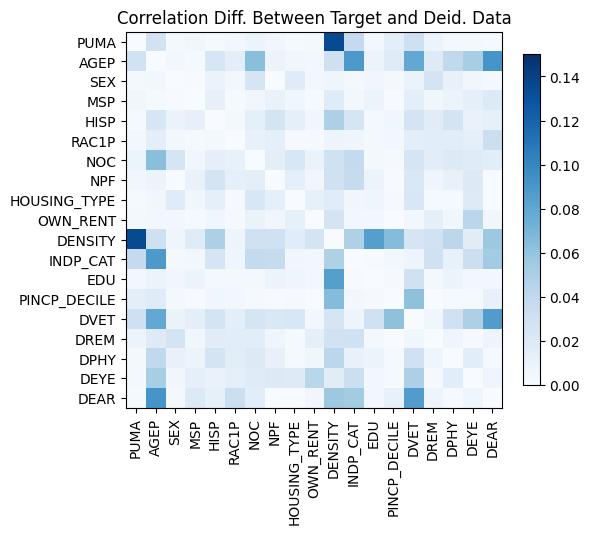 Correlation Diff. Between Target and Deid. Data
PUMA
AGEP
SEX
MSP
HISP
RAC1P
NOC
NPF
HOUSING_TYPE
OWN_RENT
DENSITY
INDP_CAT
EDU
PINCP_DECILE
DVET
DREM
DPHY
DEYE
DEAR
PUMA
AGEP
SEX
MSP
HISP
RAC1P
NOC
NPF
HOUSING_TYPE
OWN_RENT
DENSITY
INDP_CAT
EDU
PINCP_DECILE
DVET
DREM
DPHY
DEYE
DEAR
0.14
0.12
0.10
0.08
0.06
0.04
0.02
0.00